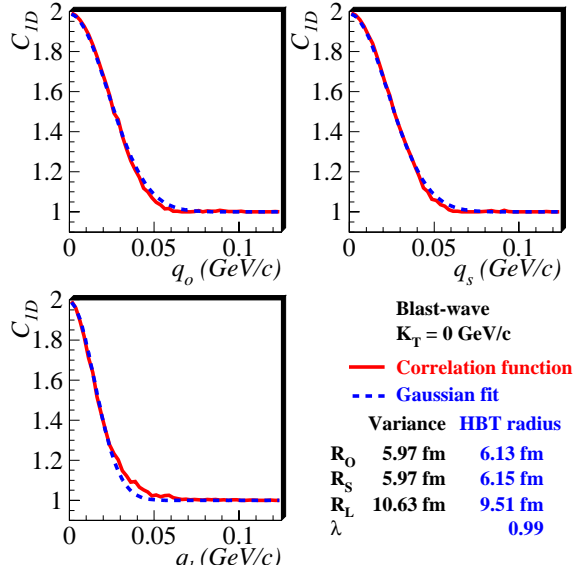 C1D
2
1.8
1.6
1.4
1.2
1
0
0.05
0.1
qo (GeV/c)
C1D
2
1.8
1.6
1.4
1.2
1
0
0.05
0.1
qs (GeV/c)
C1D
2
1.8
1.6
1.4
1.2
1
0
0.05
0.1
(GeV/c)
Blast-wave
KT = 0 GeV/c
Correlation function
Gaussian fit
Variance HBT radius
RO 5.97 fm 6.13 fm
RS 5.97 fm 6.15 fm
RL 10.63 fm 9.51 fm
λ 0.99